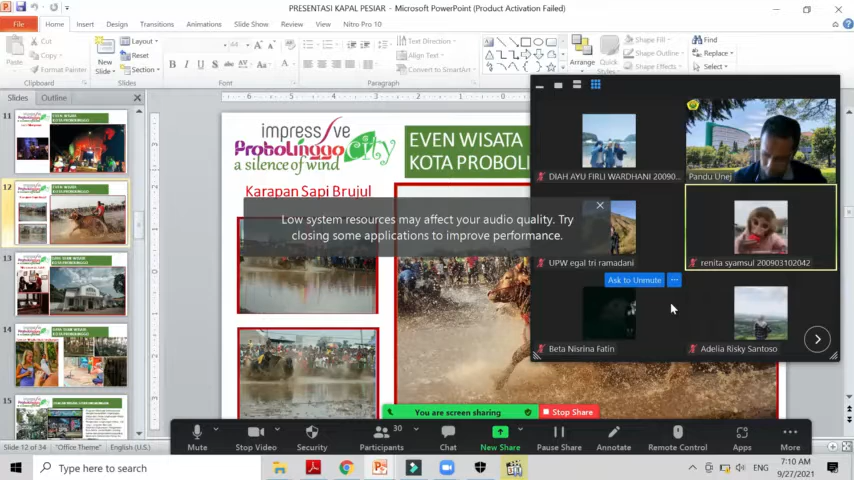 PRESENTASI KAPAL PESIAR - Microsoft PowerPoint (Product Activation Failed)
File Home Insert Design Transitions Animations Slide Show Review View Nitro Pro 10
Cut
Copy
Format Painter
Clipboard
New Slide
Layout
Reset
Section
Slides
Font
Paragraph
Text Direction
Align Text
Convert to SmartArt
Arrange
Quick
Shape Fill
Shape Outline
Shape Effects
Find
Replace
Select
Editing
Slides Outline
11
12
13
14
15
impressive
Probolinggo City
a silence of wind
EVEN WISATA
KOTA PROBOLIN
Karapan Sapi Brujul
Low system resources may affect your audio quality. Try
closing some applications to improve performance.
DIAH AYU FIRLI WARDHANI 20090...
Pandu Unej
UPW egal tri ramadani
renita syamsul 200903102042
Ask to Unmute
Beta Nisrina Fatin
Adelia Risky Santoso
You are screen sharing
Stop Share
Mute
Stop Video
Security
Participants
30
Chat
New Share
Pause Share
Annotate
Remote Control
Apps
More
Slide 12 of 34 "Office Theme" English (U.S.)
Type here to search
ENG
7:10 AM
9/27/2021